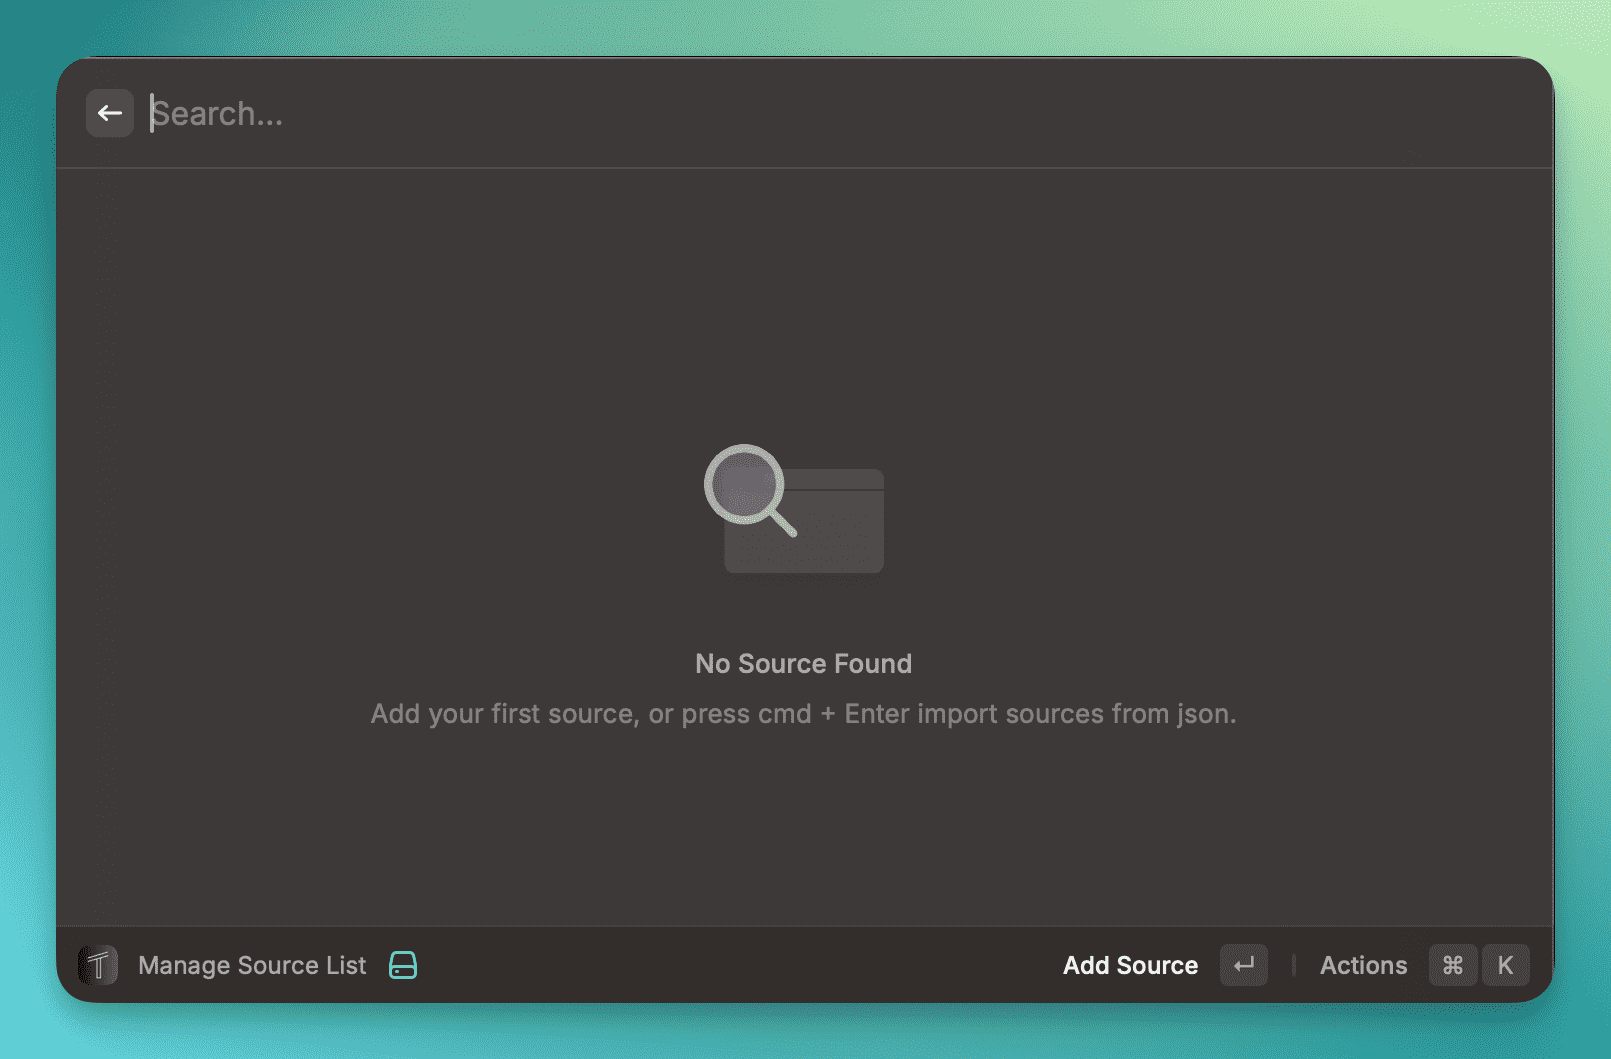 Search...
No Source Found
Add your first source, or press cmd + Enter import sources from json.
Manage Source List
Add Source ↵
Actions ⌘ K